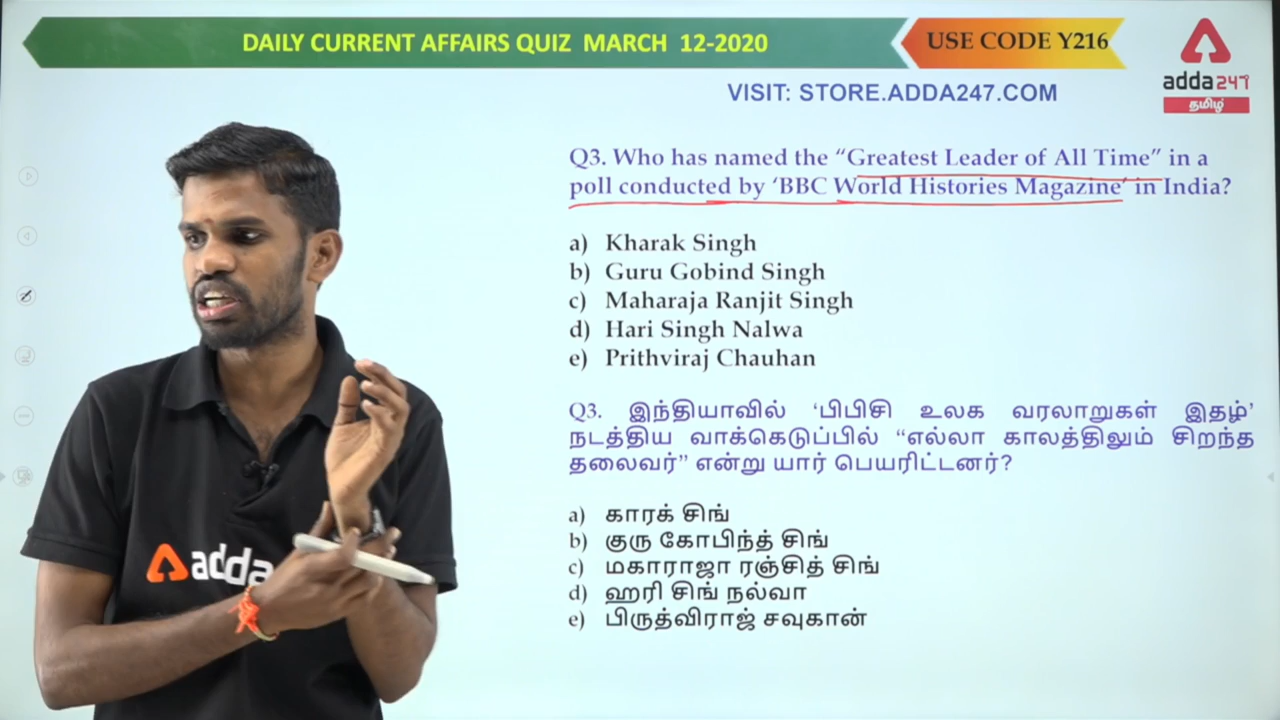 DAILY CURRENT AFFAIRS QUIZ MARCH 12-2020
USE CODE Y216
adda247
தமிழ்
VISIT: STORE.ADDA247.COM
Q3. Who has named the “Greatest Leader of All Time” in a
poll conducted by ‘BBC World Histories Magazine’ in India?
a) Kharak Singh
b) Guru Gobind Singh
c) Maharaja Ranjit Singh
d) Hari Singh Nalwa
e) Prithviraj Chauhan
Q3. இந்தியாவில் ‘பிபிசி உலக வரலாறுகள் இதழ்’
நடத்திய வாக்கெடுப்பில் “எல்லா காலத்திலும் சிறந்த
தலைவர்” என்று யார் பெயரிட்டனர்?
a) காரக் சிங்
b) குரு கோபிந்த் சிங்
c) மகாராஜா ரஞ்சித் சிங்
d) ஹரி சிங் நல்வா
e) பிருத்விராஜ் சவுகான்
adda